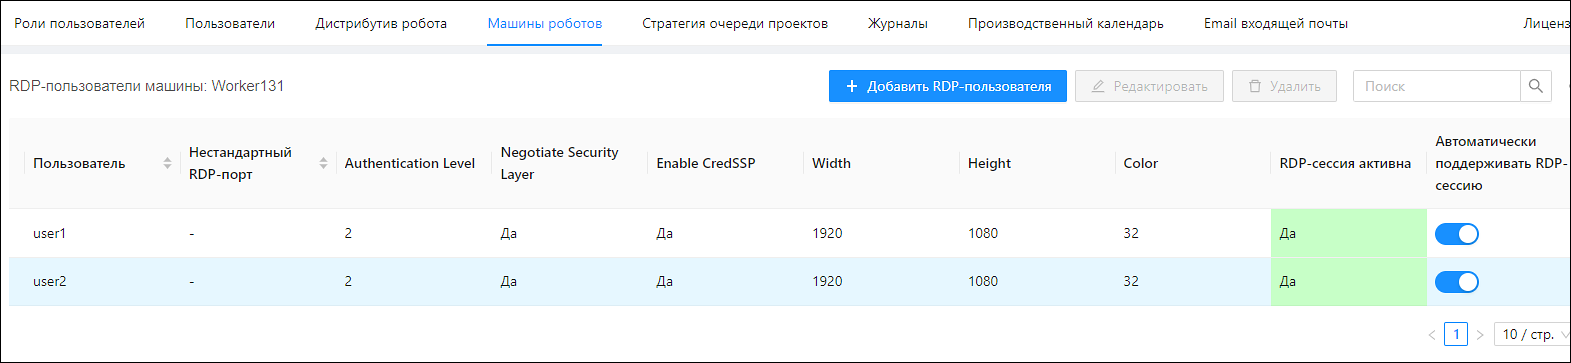 Роли пользователей Пользователи Дистрибутив робота Машины роботов Стратегия очереди проектов Журналы Производственный календарь Email входящей почты Лиценз
RDP-пользователи машины: Worker131 + Добавить RDP-пользователя Редактировать Удалить Поиск
Пользователь Нестандартный RDP-порт Authentication Level Negotiate Security Layer Enable CredSSP Width Height Color RDP-сессия активна Автоматически поддерживать RDP-сессию
user1 - 2 Да Да 1920 1080 32 Да
user2 - 2 Да Да 1920 1080 32 Да
< 1 > 10 / стр.